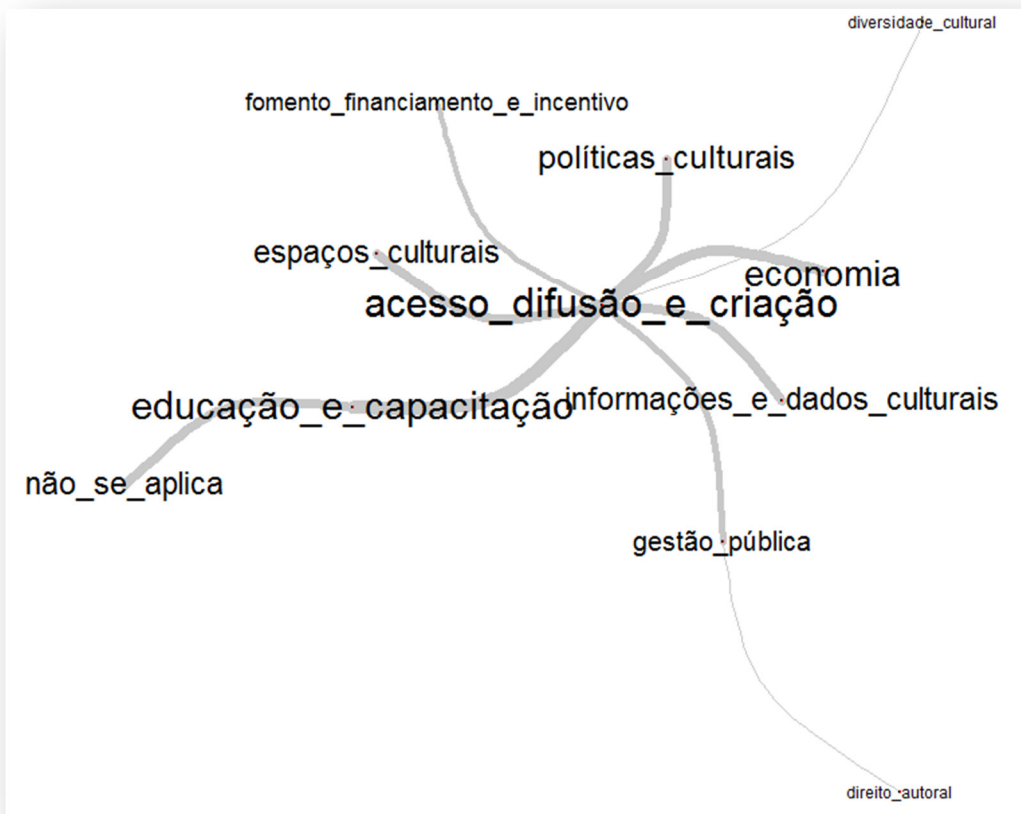 diversidade_cultural
fomento_financiamento_e_incentivo
políticas_culturais
espaços_culturais
economia
acesso_difusão_e_criação
educação_e_capacitação
informações_e_dados_culturais
não_se_aplica
gestão_pública
direito_autoral